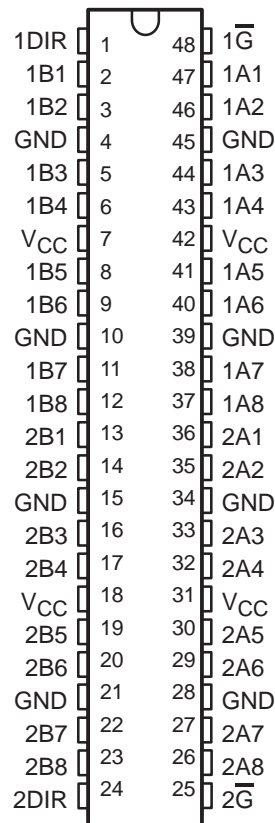 1DIR 1 48 1G̅
1B1 2 47 1A1
1B2 3 46 1A2
GND 4 45 GND
1B3 5 44 1A3
1B4 6 43 1A4
VCC 7 42 VCC
1B5 8 41 1A5
1B6 9 40 1A6
GND 10 39 GND
1B7 11 38 1A7
1B8 12 37 1A8
2B1 13 36 2A1
2B2 14 35 2A2
GND 15 34 GND
2B3 16 33 2A3
2B4 17 32 2A4
VCC 18 31 VCC
2B5 19 30 2A5
2B6 20 29 2A6
GND 21 28 GND
2B7 22 27 2A7
2B8 23 26 2A8
2DIR 24 25 2G̅